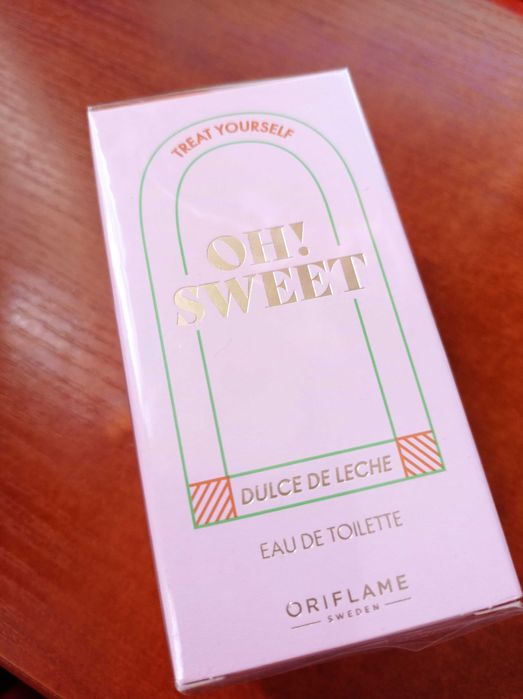 TREAT YOURSELF
OH!
SWEET
DULCE DE LECHE
EAU DE TOILETTE
ORIFLAME
SWEDEN